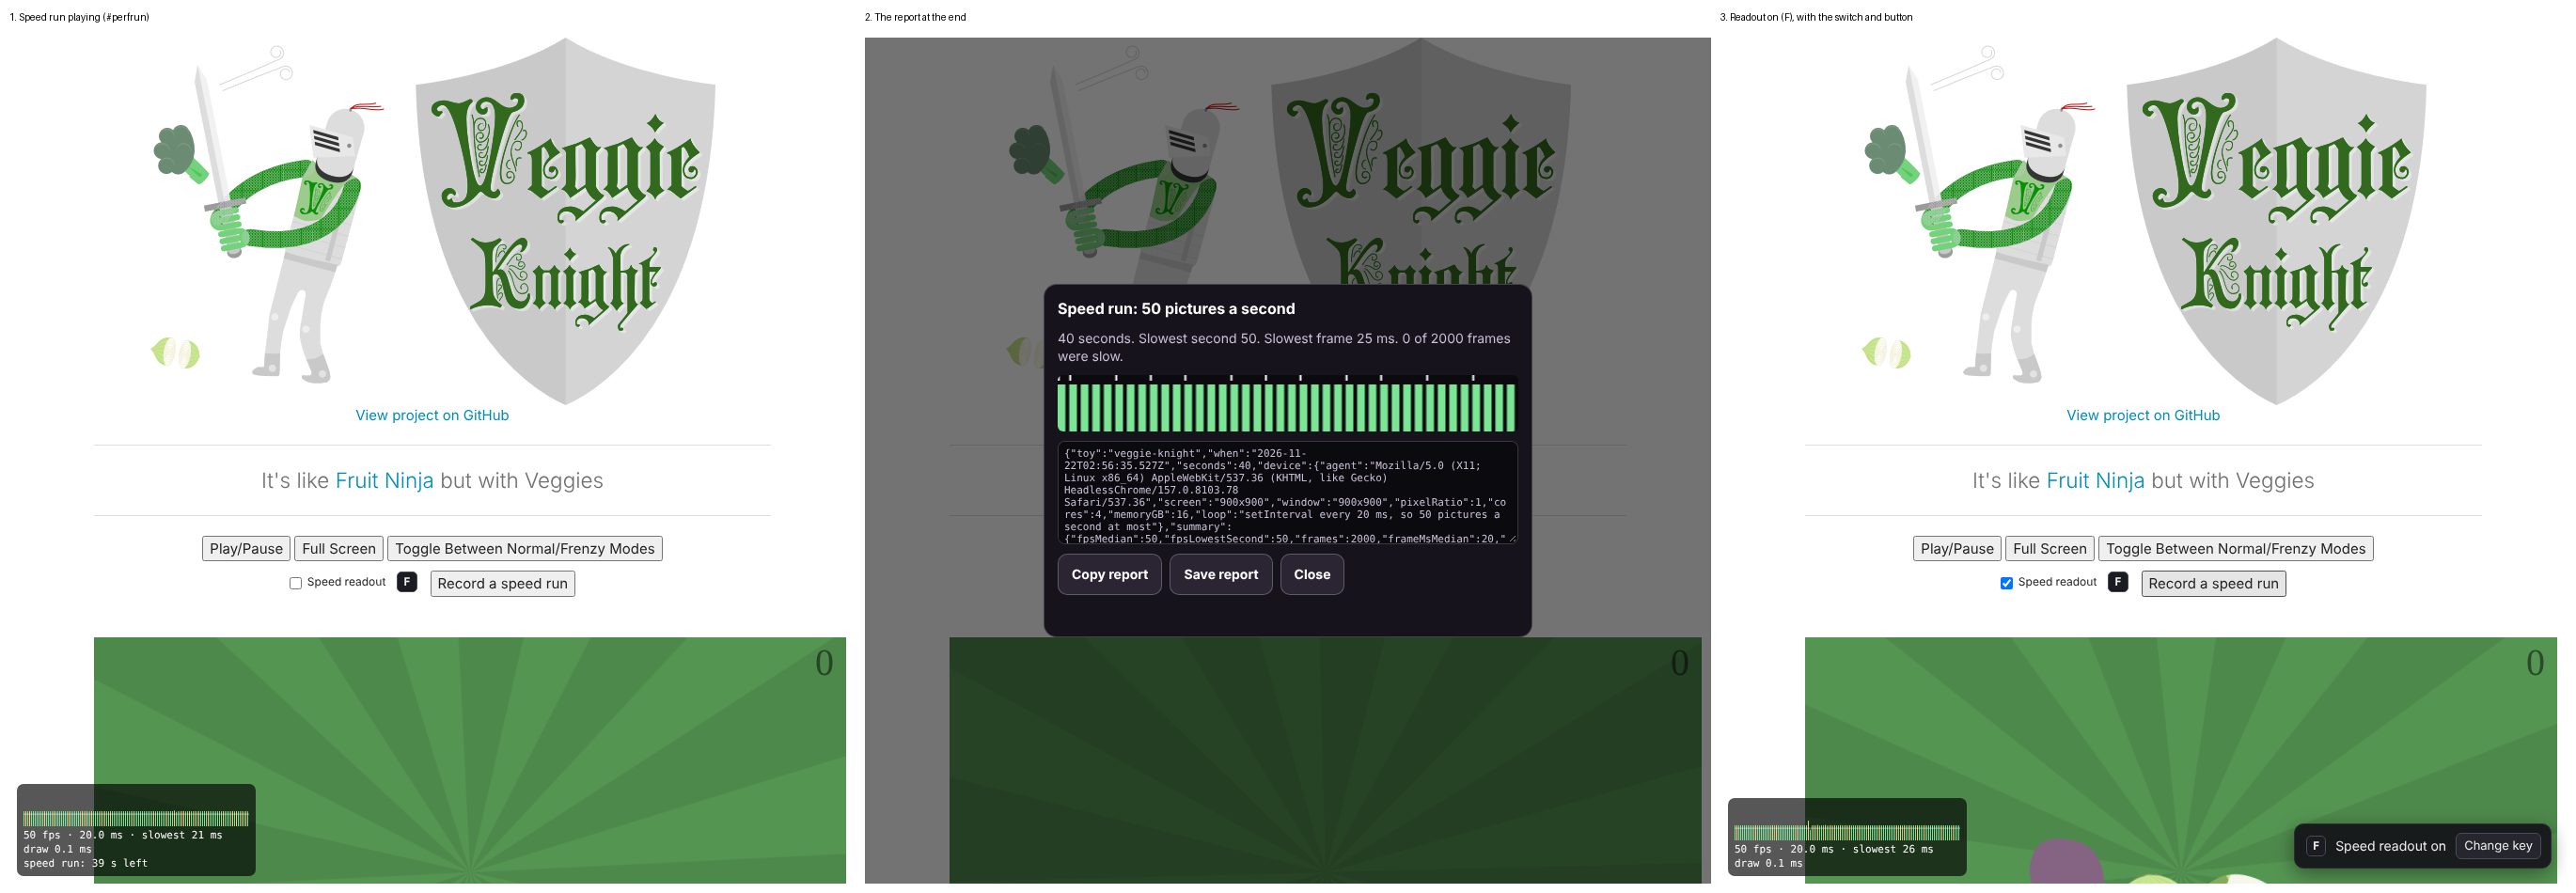 1. Speed run playing (#perfrun)
Veggie
Knight
V
View project on GitHub
It's like Fruit Ninja but with Veggies
Play/Pause Full Screen Toggle Between Normal/Frenzy Modes
Speed readout F Record a speed run
0
50 fps · 20.0 ms · slowest 21 ms
draw 0.1 ms
speed run: 39 s left
2. The report at the end
Veggie
Knight
V
Speed run: 50 pictures a second
40 seconds. Slowest second 50. Slowest frame 25 ms. 0 of 2000 frames
were slow.
{"toy":"veggie-knight","when":"2026-11-
22T02:56:35.527Z","seconds":40,"device":{"agent":"Mozilla/5.0 (X11;
Linux x86_64) AppleWebKit/537.36 (KHTML, like Gecko)
HeadlessChrome/157.0.8103.78
Safari/537.36","screen":"900x900","window":"900x900","pixelRatio":1,"co
res":4,"memoryGB":16,"loop":"setInterval every 20 ms, so 50 pictures a
second at most"},"summary":
{"fpsMedian":50,"fpsLowestSecond":50,"frames":2000,"frameMsMedian":20,"
Copy report Save report Close
0
3. Readout on (F), with the switch and button
Veggie
Knight
V
View project on GitHub
It's like Fruit Ninja but with Veggies
Play/Pause Full Screen Toggle Between Normal/Frenzy Modes
Speed readout F Record a speed run
0
50 fps · 20.0 ms · slowest 26 ms
draw 0.1 ms
F Speed readout on Change key